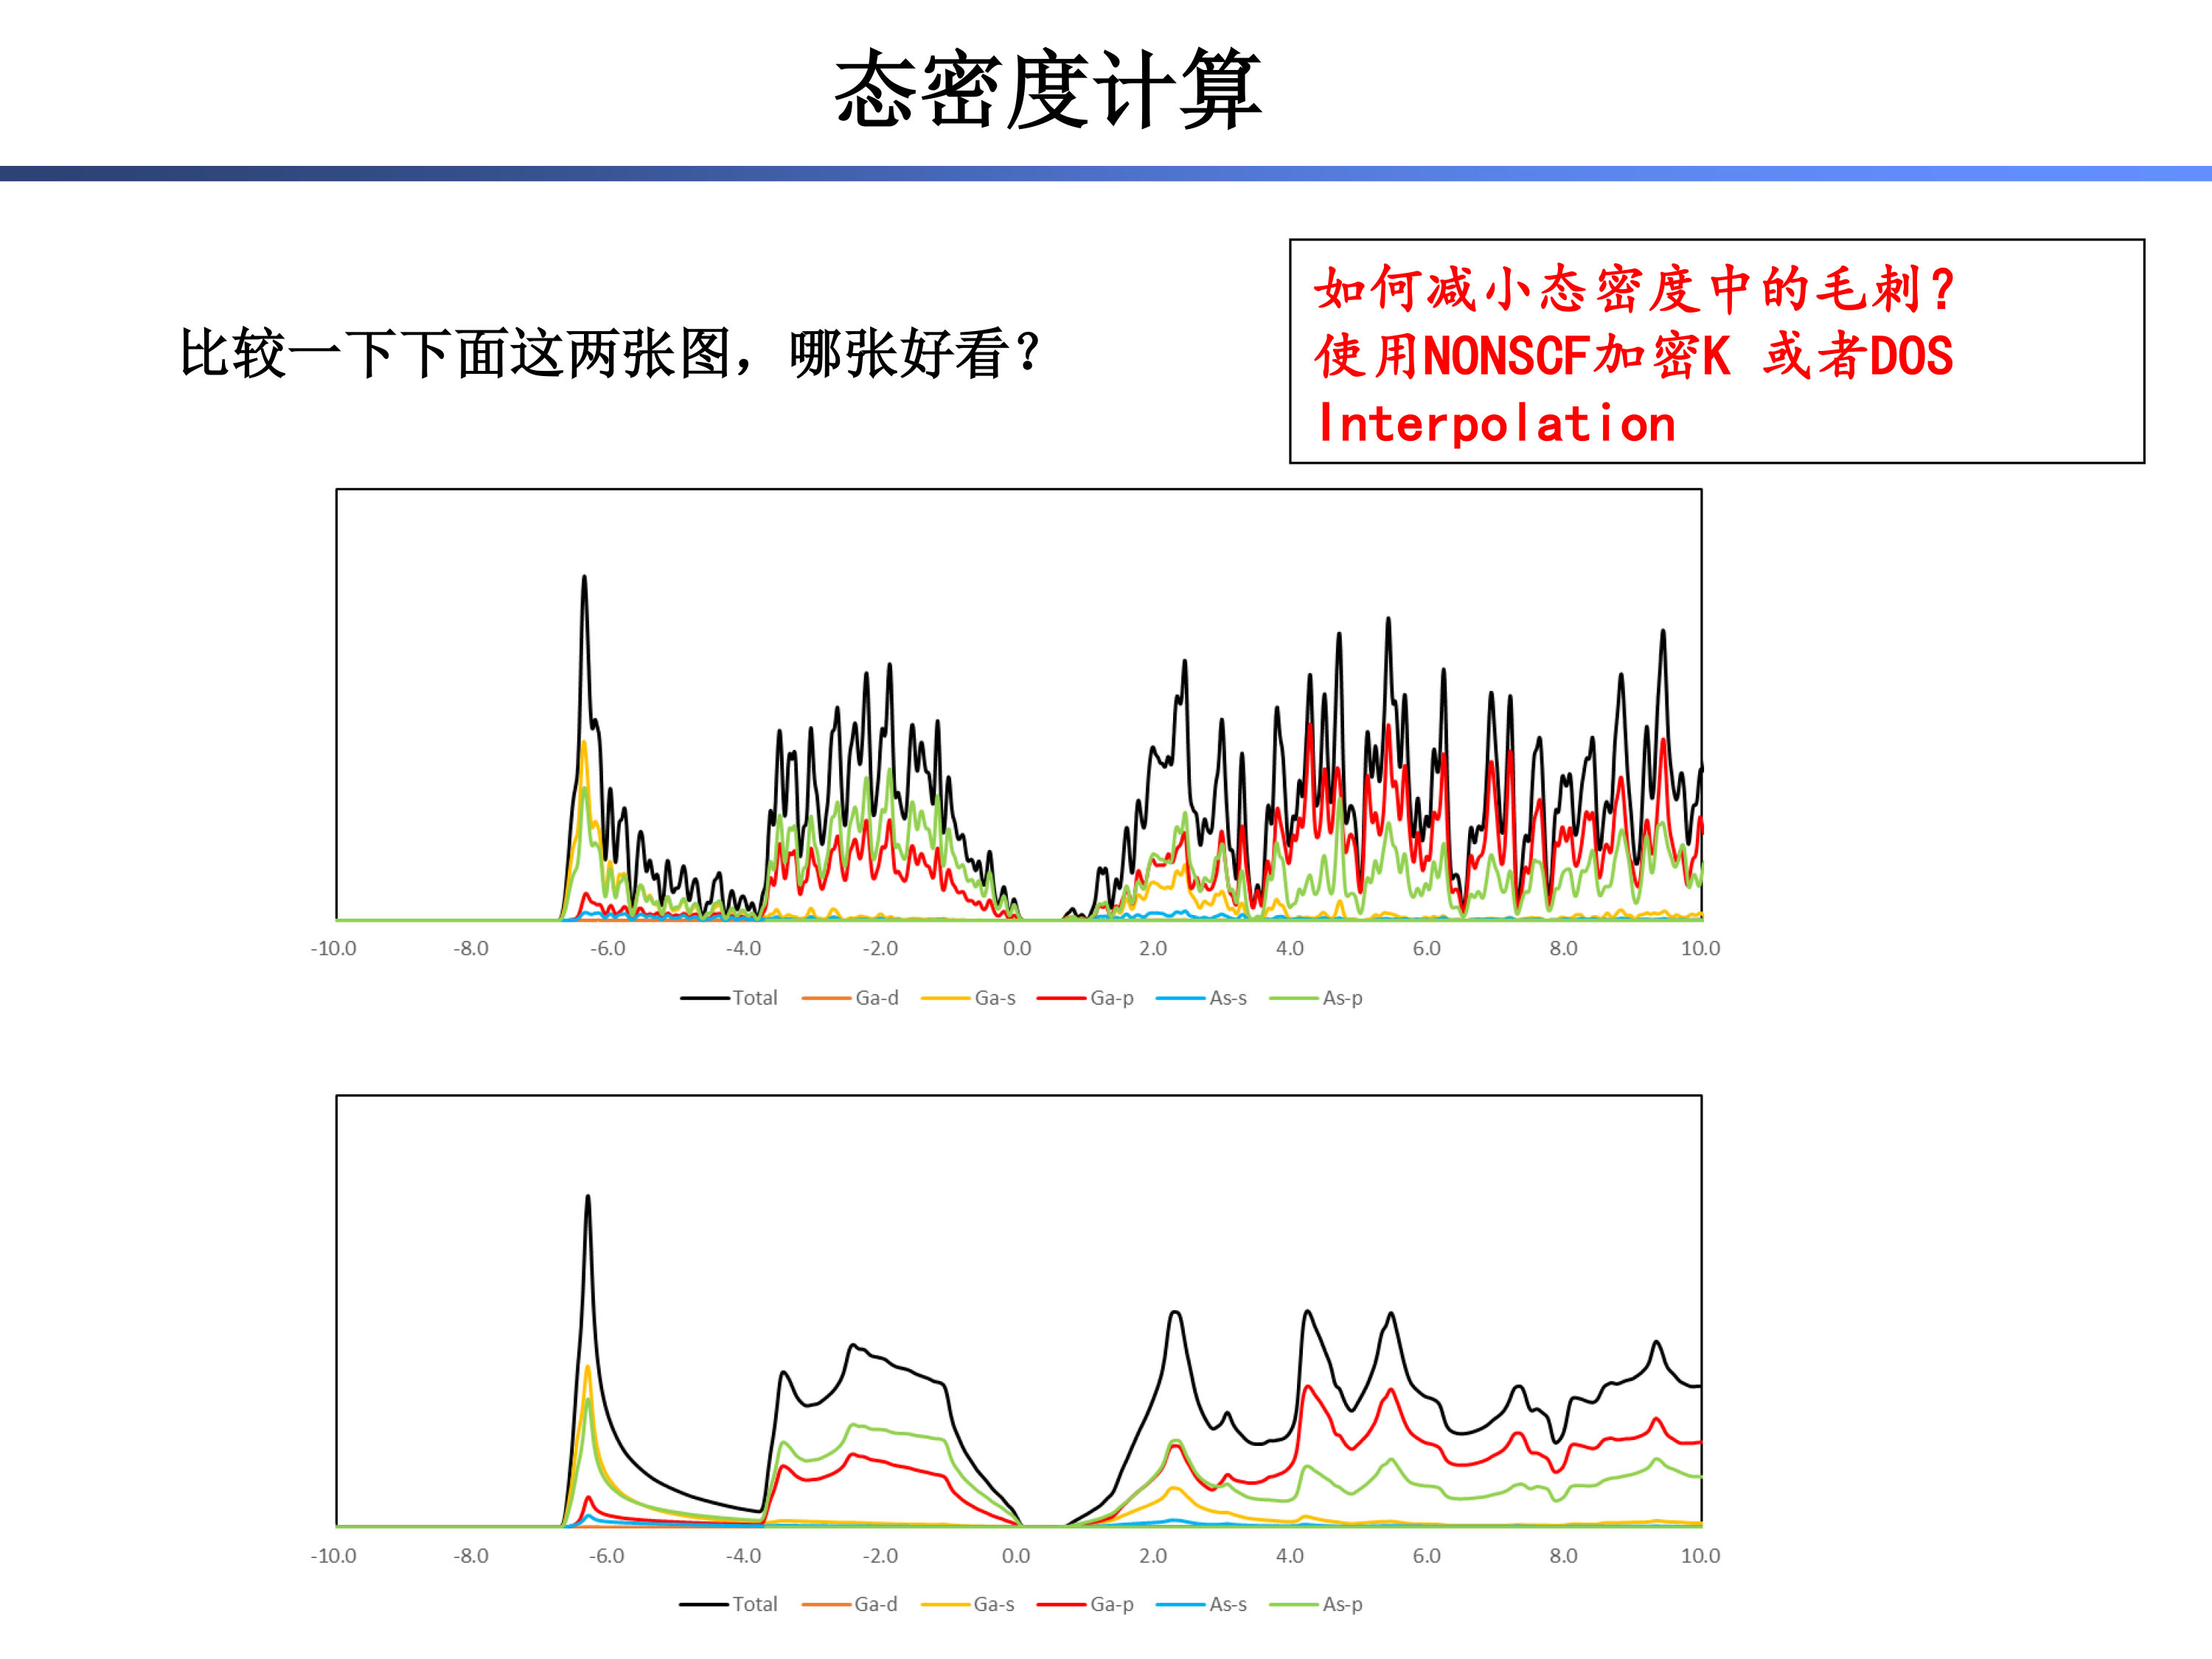 态密度计算
比较一下下面这两张图，哪张好看？
如何减小态密度中的毛刺？
使用NONSCF加密K 或者DOS
Interpolation
-10.0 -8.0 -6.0 -4.0 -2.0 0.0 2.0 4.0 6.0 8.0 10.0
Total Ga-d Ga-s Ga-p As-s As-p
-10.0 -8.0 -6.0 -4.0 -2.0 0.0 2.0 4.0 6.0 8.0 10.0
Total Ga-d Ga-s Ga-p As-s As-p